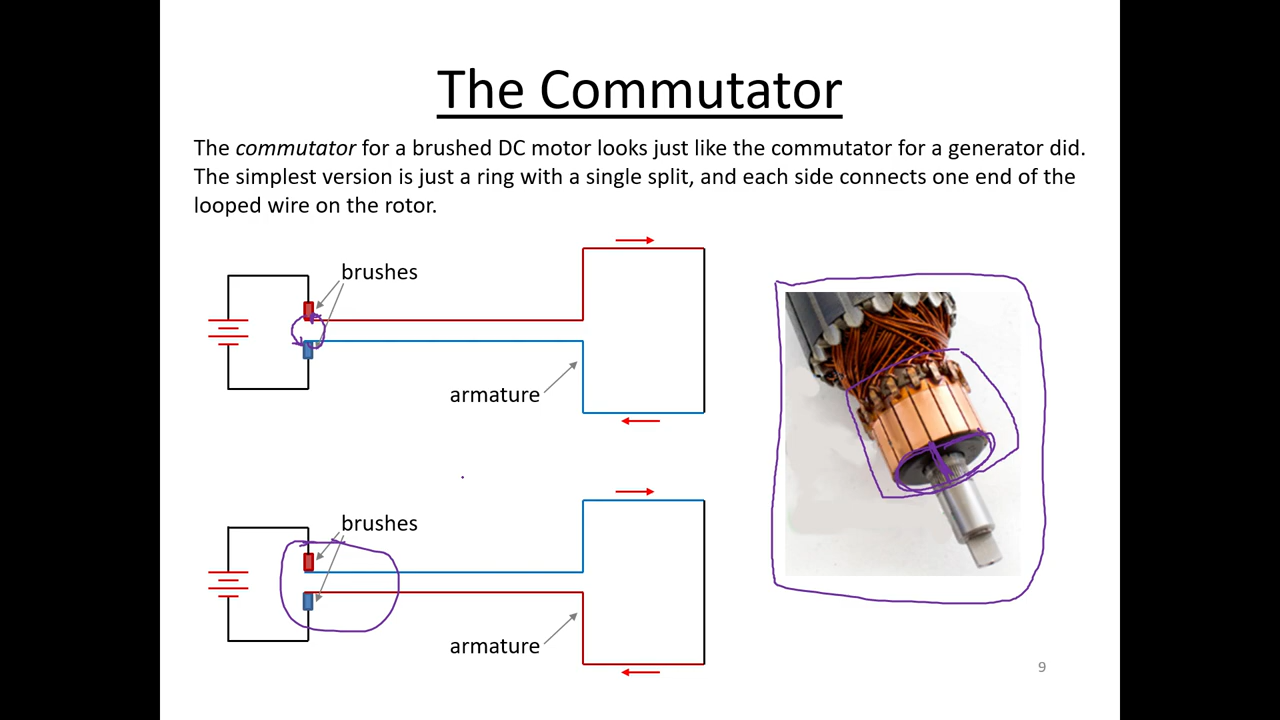 The Commutator
The commutator for a brushed DC motor looks just like the commutator for a generator did.
The simplest version is just a ring with a single split, and each side connects one end of the
looped wire on the rotor.
brushes
armature
brushes
armature
9